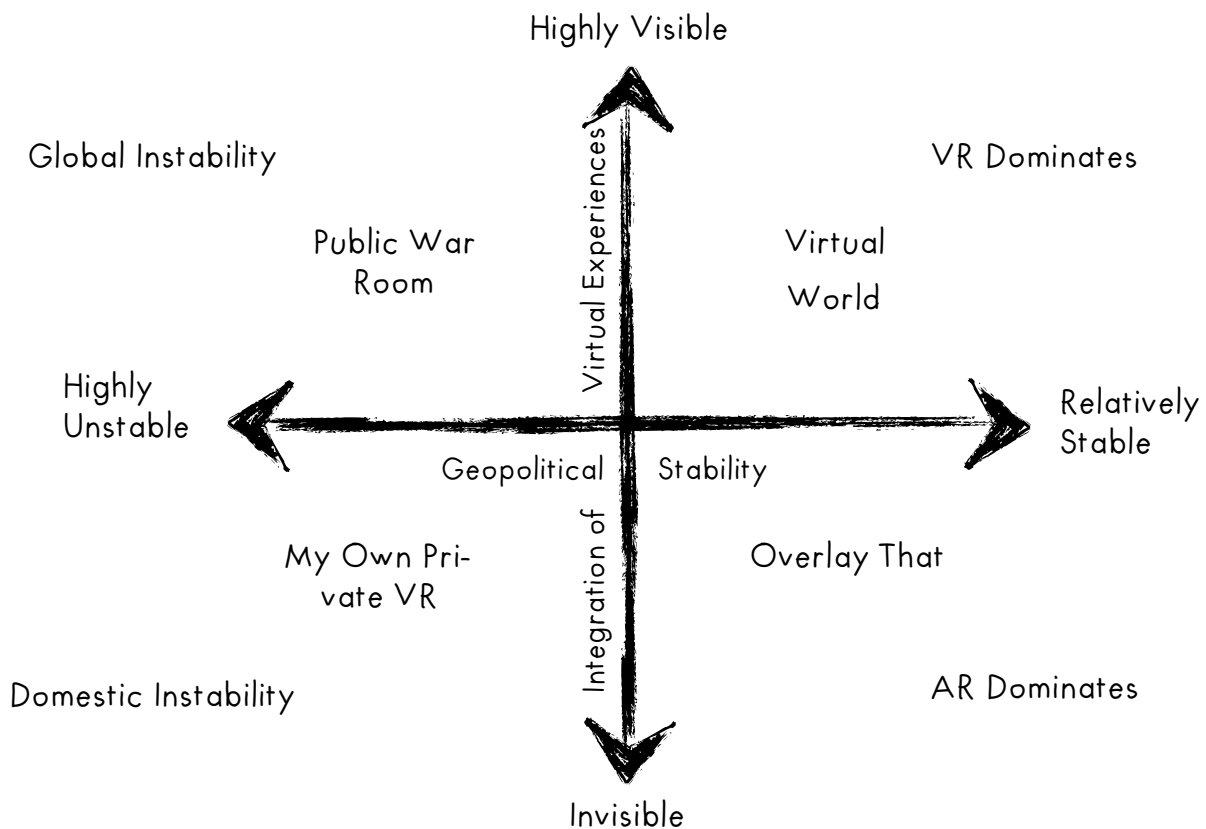 Highly Visible
Global Instability
VR Dominates
Public War
Room
Virtual
World
Virtual Experiences
Highly
Unstable
Relatively
Stable
Geopolitical Stability
Integration of
My Own Pri-
vate VR
Overlay That
Domestic Instability
AR Dominates
Invisible